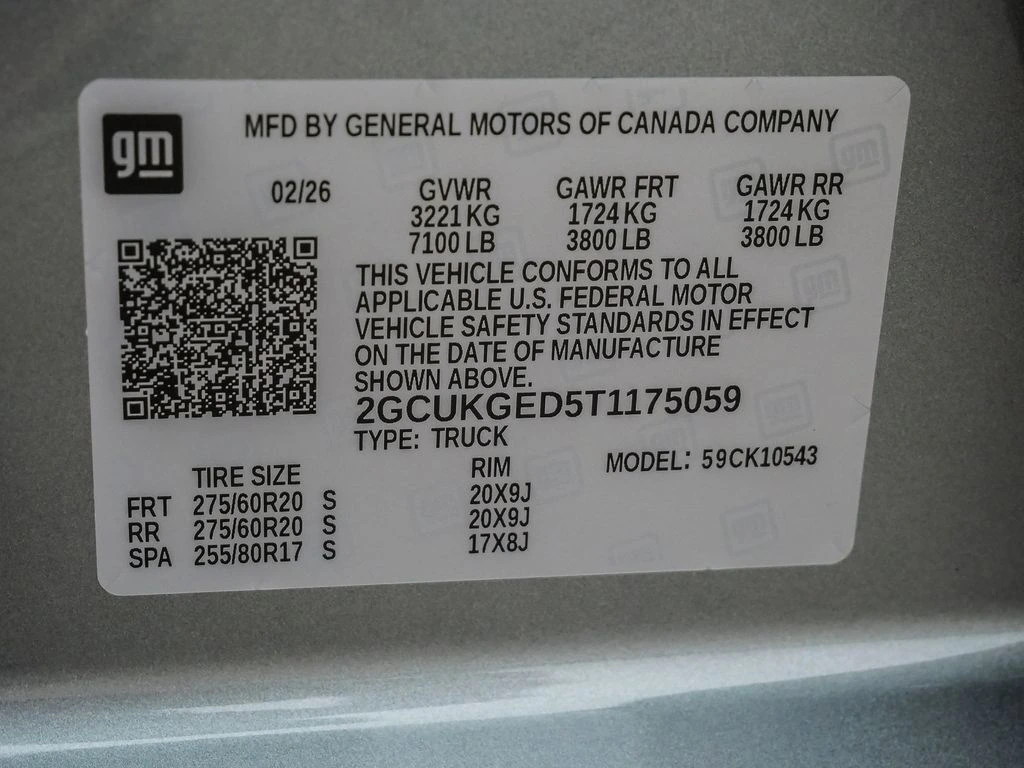 gm
MFD BY GENERAL MOTORS OF CANADA COMPANY
02/26 GVWR GAWR FRT GAWR RR
3221 KG 1724 KG 1724 KG
7100 LB 3800 LB 3800 LB
THIS VEHICLE CONFORMS TO ALL
APPLICABLE U.S. FEDERAL MOTOR
VEHICLE SAFETY STANDARDS IN EFFECT
ON THE DATE OF MANUFACTURE
SHOWN ABOVE.
2GCUKGED5T1175059
TYPE: TRUCK
TIRE SIZE RIM MODEL: 59CK10543
FRT 275/60R20 S 20X9J
RR 275/60R20 S 20X9J
SPA 255/80R17 S 17X8J